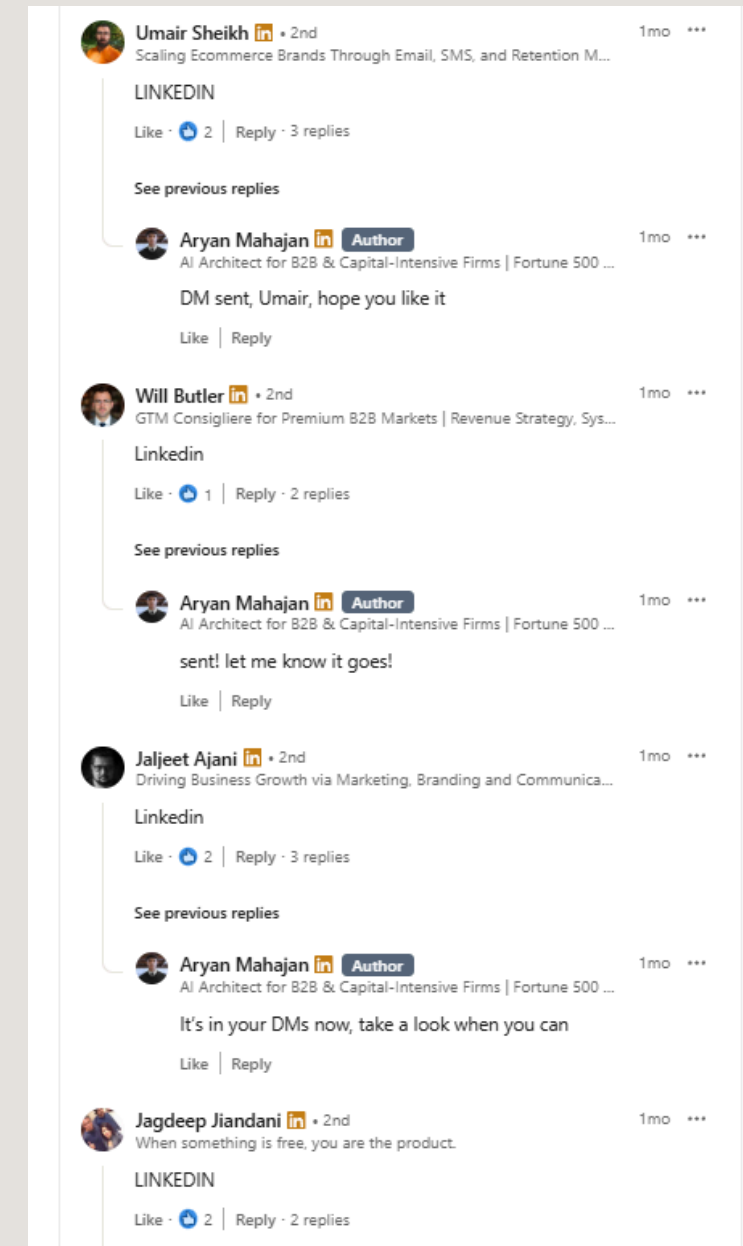 Umair Sheikh in • 2nd 1mo ...
Scaling Ecommerce Brands Through Email, SMS, and Retention M...
LINKEDIN
Like · 2 | Reply · 3 replies
See previous replies
Aryan Mahajan in Author 1mo ...
AI Architect for B2B & Capital-Intensive Firms | Fortune 500 ...
DM sent, Umair, hope you like it
Like | Reply
Will Butler in • 2nd 1mo ...
GTM Consigliere for Premium B2B Markets | Revenue Strategy, Sys...
Linkedin
Like · 1 | Reply · 2 replies
See previous replies
Aryan Mahajan in Author 1mo ...
AI Architect for B2B & Capital-Intensive Firms | Fortune 500 ...
sent! let me know it goes!
Like | Reply
Jaljeet Ajani in • 2nd 1mo ...
Driving Business Growth via Marketing, Branding and Communica...
Linkedin
Like · 2 | Reply · 3 replies
See previous replies
Aryan Mahajan in Author 1mo ...
AI Architect for B2B & Capital-Intensive Firms | Fortune 500 ...
It's in your DMs now, take a look when you can
Like | Reply
Jagdeep Jiandani in • 2nd 1mo ...
When something is free, you are the product.
LINKEDIN
Like · 2 | Reply · 2 replies